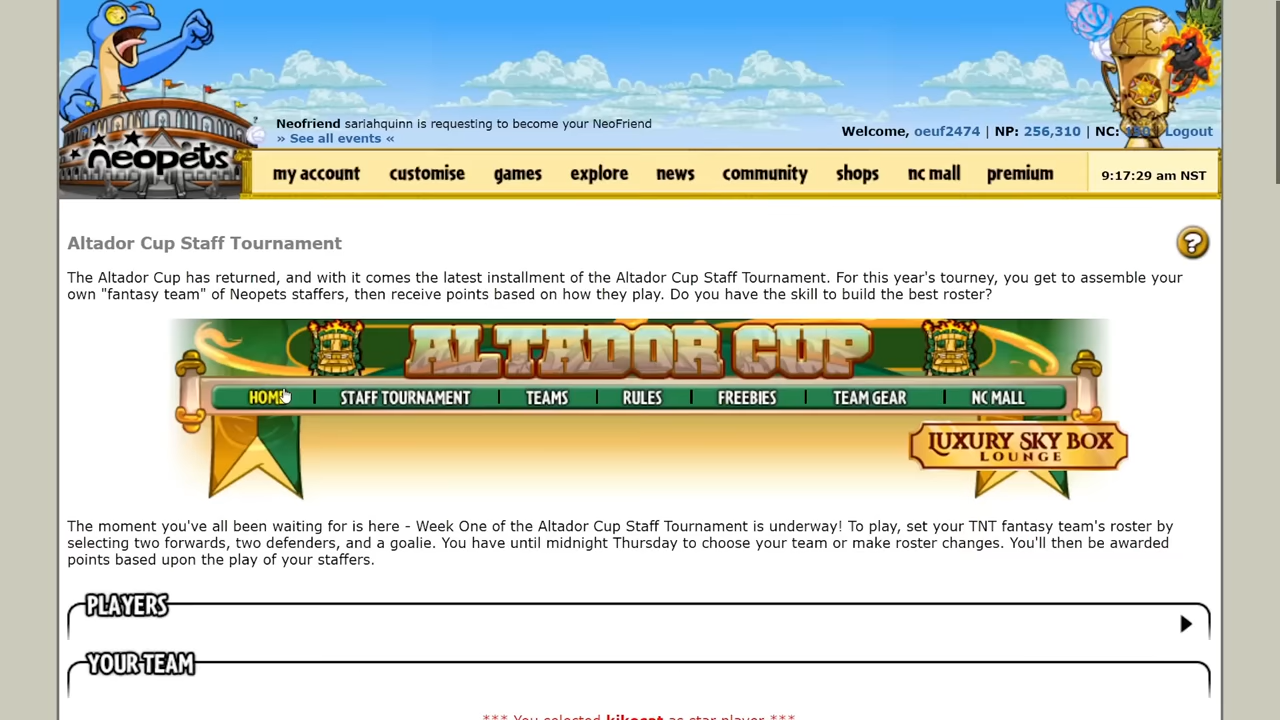 Neofriend sariahquinn is requesting to become your NeoFriend
» See all events «
Welcome, oeuf2474 | NP: 256,310 | NC: | Logout
neopets
my account customise games explore news community shops nc mall premium 9:17:29 am NST
Altador Cup Staff Tournament
The Altador Cup has returned, and with it comes the latest installment of the Altador Cup Staff Tournament. For this year's tourney, you get to assemble your
own "fantasy team" of Neopets staffers, then receive points based on how they play. Do you have the skill to build the best roster?
ALTADOR CUP
HOME STAFF TOURNAMENT TEAMS RULES FREEBIES TEAM GEAR NC MALL
LUXURY SKY BOX
LOUNGE
The moment you've all been waiting for is here - Week One of the Altador Cup Staff Tournament is underway! To play, set your TNT fantasy team's roster by
selecting two forwards, two defenders, and a goalie. You have until midnight Thursday to choose your team or make roster changes. You'll then be awarded
points based upon the play of your staffers.
PLAYERS
YOUR TEAM
*** You selected kikocat as star player ***